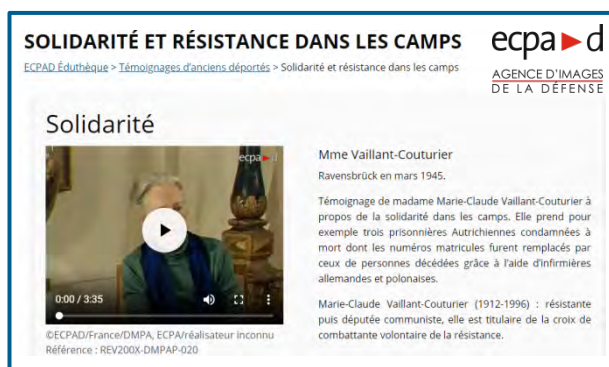 SOLIDARITÉ ET RÉSISTANCE DANS LES CAMPS
ECPAD Éduthèque > Témoignages d'anciens déportés > Solidarité et résistance dans les camps
ecpa d
AGENCE D'IMAGES
DE LA DÉFENSE
Solidarité
ecpa d
0:00 / 3:35
©ECPAD/France/DMPA, ECPA/réalisateur inconnu
Référence : REV200X-DMPAP-020
Mme Vaillant-Couturier
Ravensbrück en mars 1945.
Témoignage de madame Marie-Claude Vaillant-Couturier à
propos de la solidarité dans les camps. Elle prend pour
exemple trois prisonnières Autrichiennes condamnées à
mort dont les numéros matricules furent remplacés par
ceux de personnes décédées grâce à l'aide d'infirmières
allemandes et polonaises.
Marie-Claude Vaillant-Couturier (1912-1996) : résistante
puis députée communiste, elle est titulaire de la croix de
combattante volontaire de la résistance.